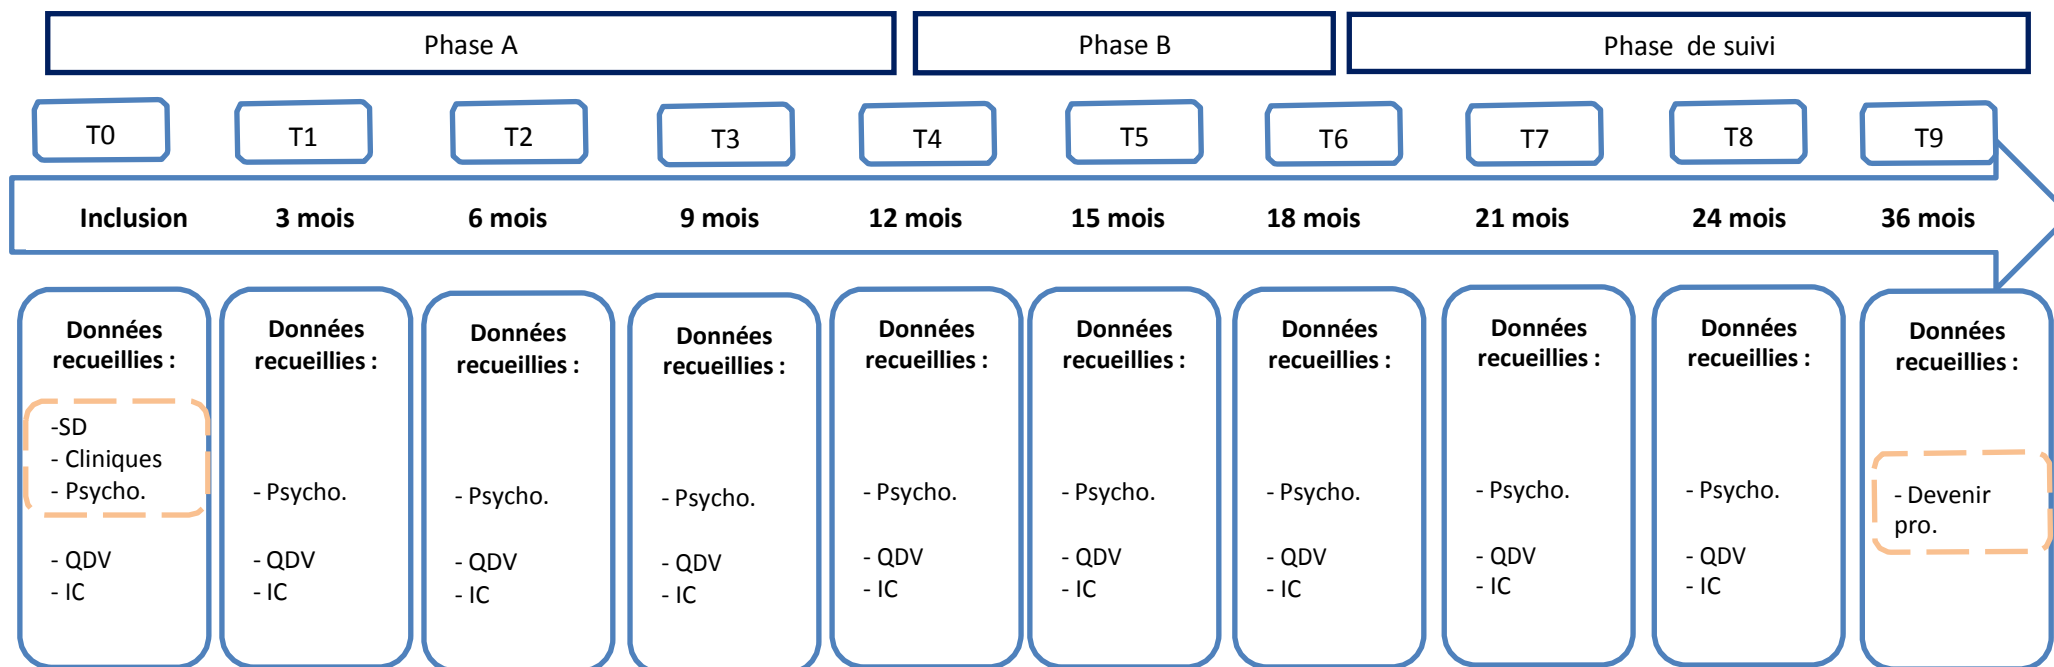 Phase A
Phase B
Phase de suivi
T0
T1
T2
T3
T4
T5
T6
T7
T8
T9
Inclusion
3 mois
6 mois
9 mois
12 mois
15 mois
18 mois
21 mois
24 mois
36 mois
Données
recueillies :
-SD
- Cliniques
- Psycho.
- QDV
- IC
Données
recueillies :
- Psycho.
- QDV
- IC
Données
recueillies :
- Psycho.
- QDV
- IC
Données
recueillies :
- Psycho.
- QDV
- IC
Données
recueillies :
- Psycho.
- QDV
- IC
Données
recueillies :
- Psycho.
- QDV
- IC
Données
recueillies :
- Psycho.
- QDV
- IC
Données
recueillies :
- Psycho.
- QDV
- IC
Données
recueillies :
- Psycho.
- QDV
- IC
Données
recueillies :
- Devenir
pro.